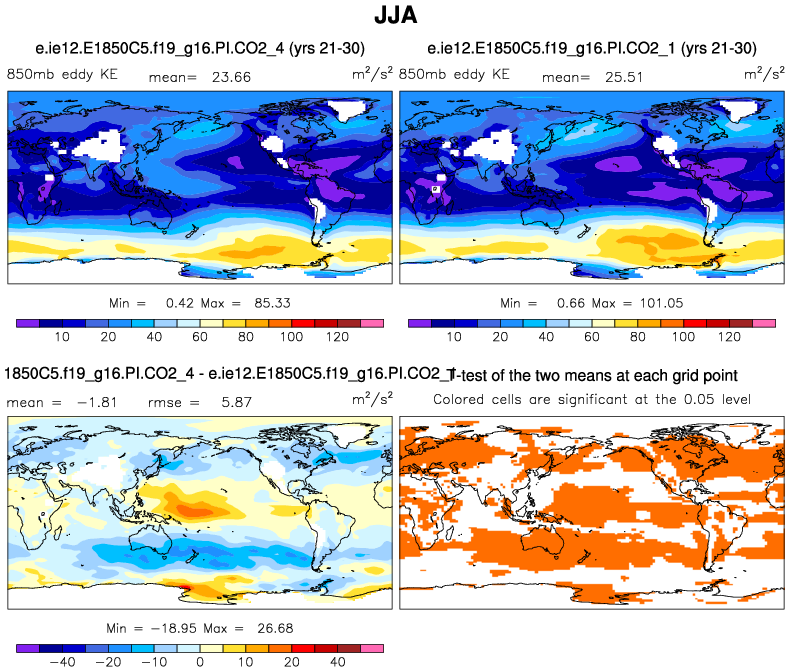 JJA
e.ie12.E1850C5.f19_g16.PI.CO2_4 (yrs 21-30)
850mb eddy KE mean= 23.66 m²/s²
Min = 0.42 Max = 85.33
10 20 40 60 80 100 120
e.ie12.E1850C5.f19_g16.PI.CO2_1 (yrs 21-30)
850mb eddy KE mean= 25.51 m²/s²
Min = 0.66 Max = 101.05
10 20 40 60 80 100 120
1850C5.f19_g16.PI.CO2_4 - e.ie12.E1850C5.f19_g16.PI.CO2_
mean = -1.81 rmse = 5.87 m²/s²
Min = -18.95 Max = 26.68
-40 -20 -10 0 10 20 40
T-test of the two means at each grid point
Colored cells are significant at the 0.05 level